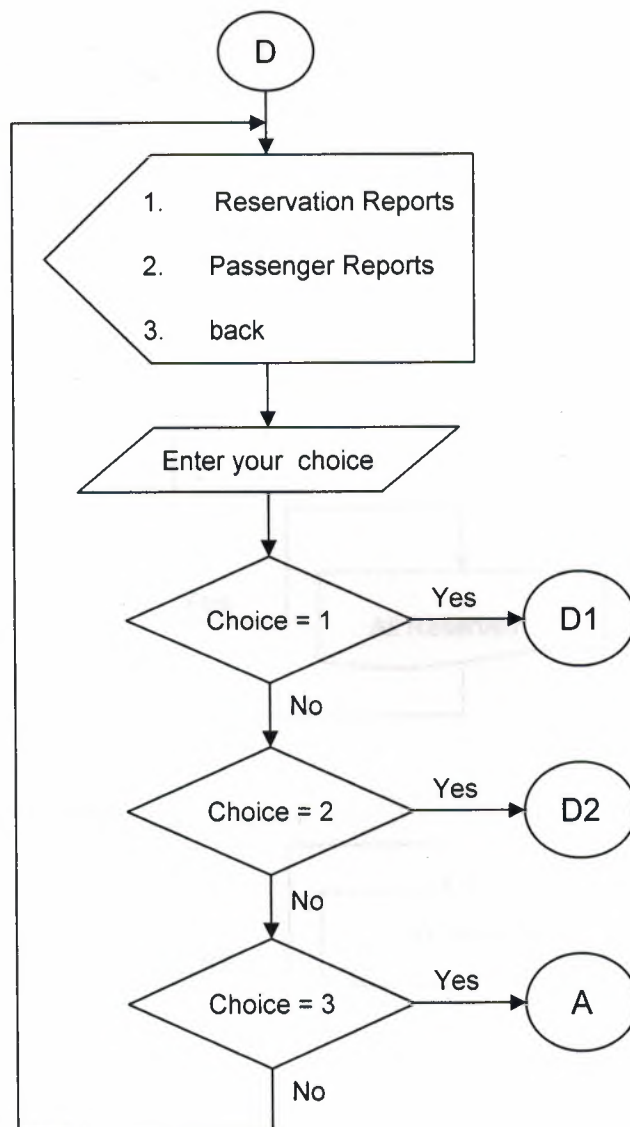 D
1. Reservation Reports
2. Passenger Reports
3. back
Enter your choice
Choice = 1
Yes
D1
No
Choice = 2
Yes
D2
No
Choice = 3
Yes
A
No